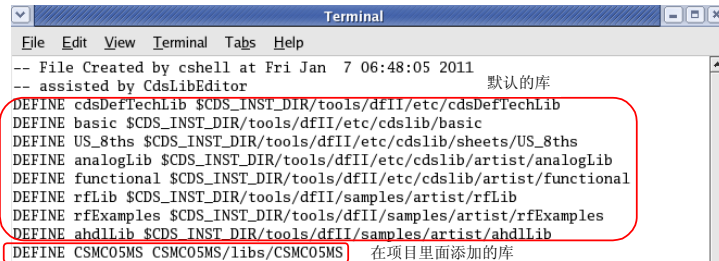 Terminal
File Edit View Terminal Tabs Help
-- File Created by cshell at Fri Jan  7 06:48:05 2011
-- assisted by CdsLibEditor
默认的库
DEFINE cdsDefTechLib $CDS_INST_DIR/tools/dfII/etc/cdsDefTechLib
DEFINE basic $CDS_INST_DIR/tools/dfII/etc/cdslib/basic
DEFINE US_8ths $CDS_INST_DIR/tools/dfII/etc/cdslib/sheets/US_8ths
DEFINE analogLib $CDS_INST_DIR/tools/dfII/etc/cdslib/artist/analogLib
DEFINE functional $CDS_INST_DIR/tools/dfII/etc/cdslib/artist/functional
DEFINE rfLib $CDS_INST_DIR/tools/dfII/samples/artist/rfLib
DEFINE rfExamples $CDS_INST_DIR/tools/dfII/samples/artist/rfExamples
DEFINE ahdlLib $CDS_INST_DIR/tools/dfII/samples/artist/ahdlLib
DEFINE CSMC05MS CSMC05MS/libs/CSMC05MS 在项目里面添加的库